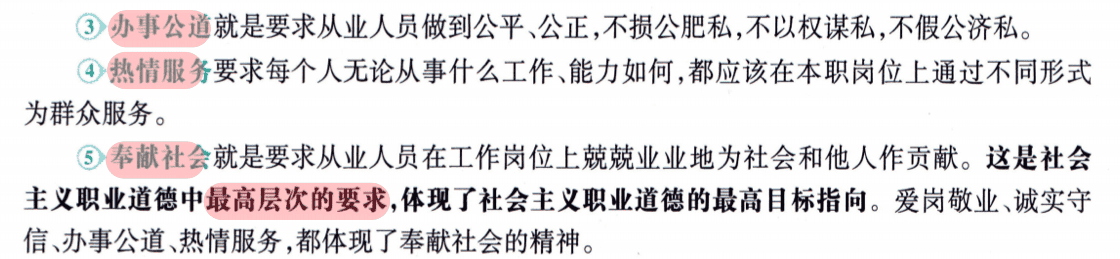 ③办事公道就是要求从业人员做到公平、公正,不损公肥私,不以权谋私,不假公济私。
④热情服务要求每个人无论从事什么工作、能力如何,都应该在本职岗位上通过不同形式
为群众服务。
⑤奉献社会就是要求从业人员在工作岗位上兢兢业业地为社会和他人作贡献。这是社会
主义职业道德中最高层次的要求,体现了社会主义职业道德的最高目标指向。爱岗敬业、诚实守
信、办事公道、热情服务,都体现了奉献社会的精神。